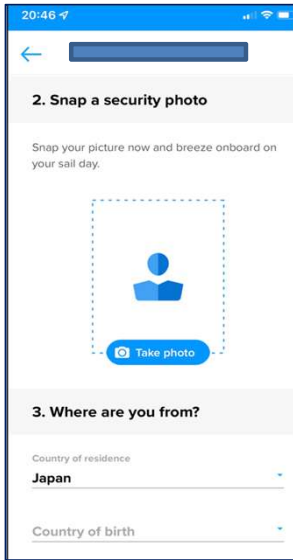 20:46
2. Snap a security photo
Snap your picture now and breeze onboard on
your sail day.
Take photo
3. Where are you from?
Country of residence
Japan
Country of birth